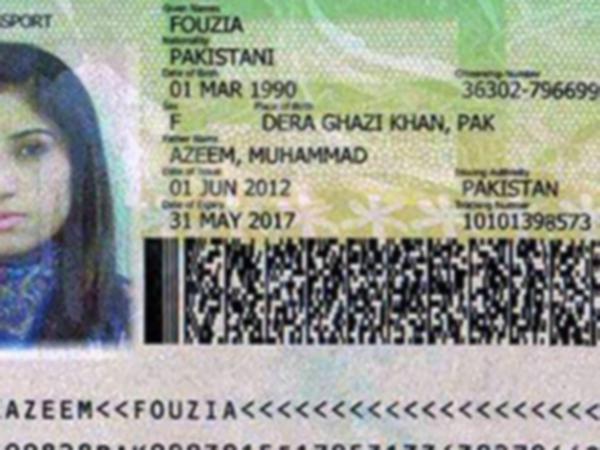 SPORT
Given Names
FOUZIA
Nationality
PAKISTANI
Date of Birth Citizenship Number
01 MAR 1990 36302-796699
Sex Place of Birth
F DERA GHAZI KHAN, PAK
Father Name
AZEEM, MUHAMMAD
Date of Issue Issuing Authority
01 JUN 2012 PAKISTAN
Date of Expiry Tracking Number
31 MAY 2017 10101398573
AZEEM<<FOUZIA<<<<<<<<<<<<<<<<<<<<